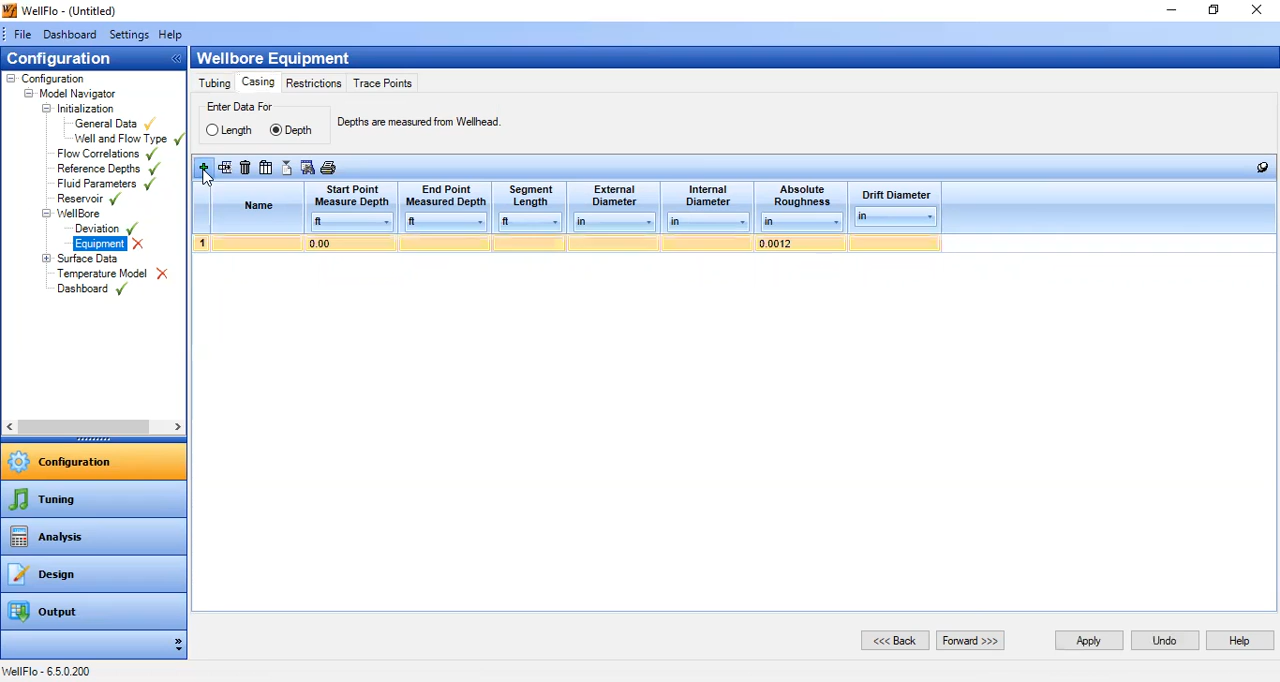 WellFlo - (Untitled)
File Dashboard Settings Help
Configuration «
Configuration
Model Navigator
Initialization
General Data
Well and Flow Type
Flow Correlations
Reference Depths
Fluid Parameters
Reservoir
WellBore
Deviation
Equipment
Surface Data
Temperature Model
Dashboard
Configuration
Tuning
Analysis
Design
Output
»
Wellbore Equipment
Tubing Casing Restrictions Trace Points
Enter Data For
Length Depth
Depths are measured from Wellhead.
Name
Start Point
Measure Depth
ft
End Point
Measured Depth
ft
Segment
Length
ft
External
Diameter
in
Internal
Diameter
in
Absolute
Roughness
in
Drift Diameter
in
1 0.00 0.0012
<<< Back Forward >>> Apply Undo Help
WellFlo - 6.5.0.200